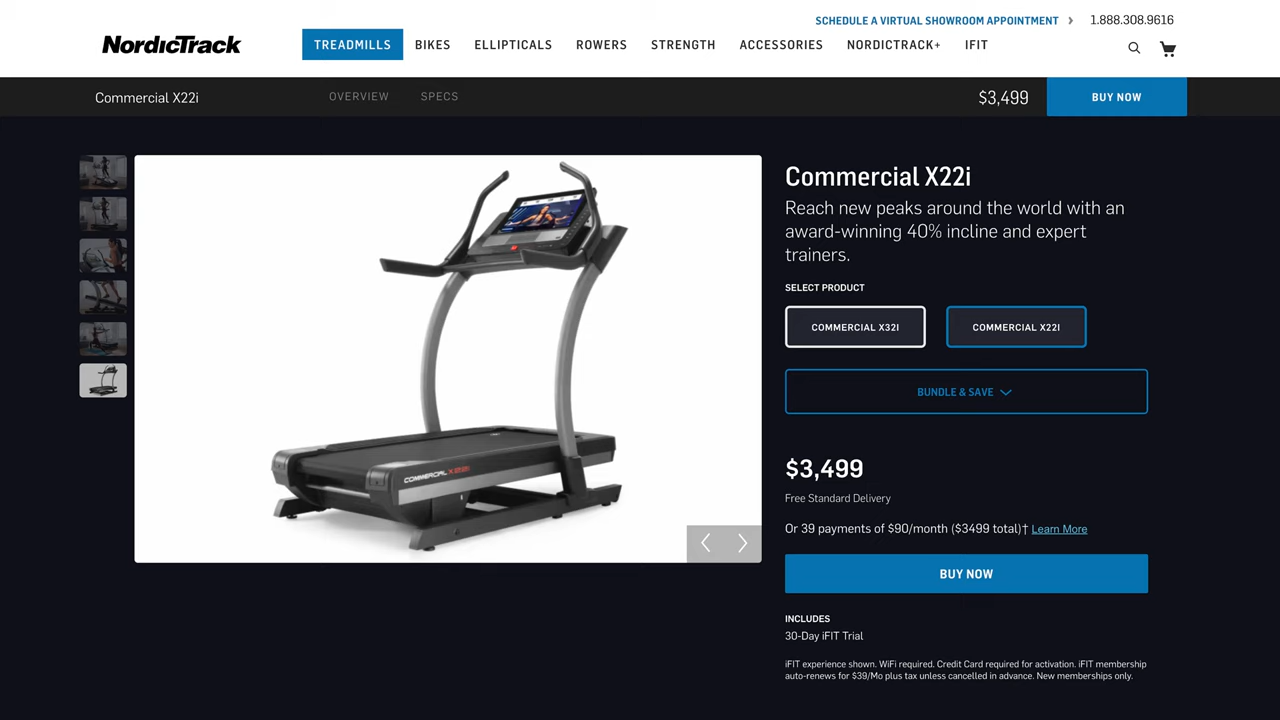 SCHEDULE A VIRTUAL SHOWROOM APPOINTMENT
1.888.308.9616
NordicTrack
TREADMILLS
BIKES
ELLIPTICALS
ROWERS
STRENGTH
ACCESSORIES
NORDICTRACK+
IFIT
Commercial X22i
OVERVIEW
SPECS
$3,499
BUY NOW
COMMERCIAL X22i
Commercial X22i
Reach new peaks around the world with an
award-winning 40% incline and expert
trainers.
SELECT PRODUCT
COMMERCIAL X32I
COMMERCIAL X22I
BUNDLE & SAVE
$3,499
Free Standard Delivery
Or 39 payments of $90/month ($3499 total)† Learn More
BUY NOW
INCLUDES
30-Day iFIT Trial
iFIT experience shown. WiFi required. Credit Card required for activation. iFIT membership
auto-renews for $39/Mo plus tax unless cancelled in advance. New memberships only.